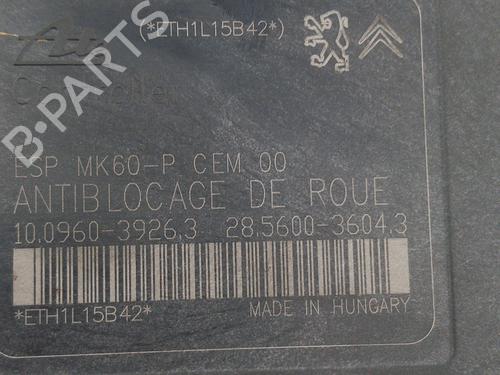 Ate
(*ETH1L15B42*)
B-PARTS
ESP MK60-P CEM 00
ANTIBLOCAGE DE ROUE
10.0960-3926.3 28.5600-3604.3
*ETH1L15B42*
MADE IN HUNGARY